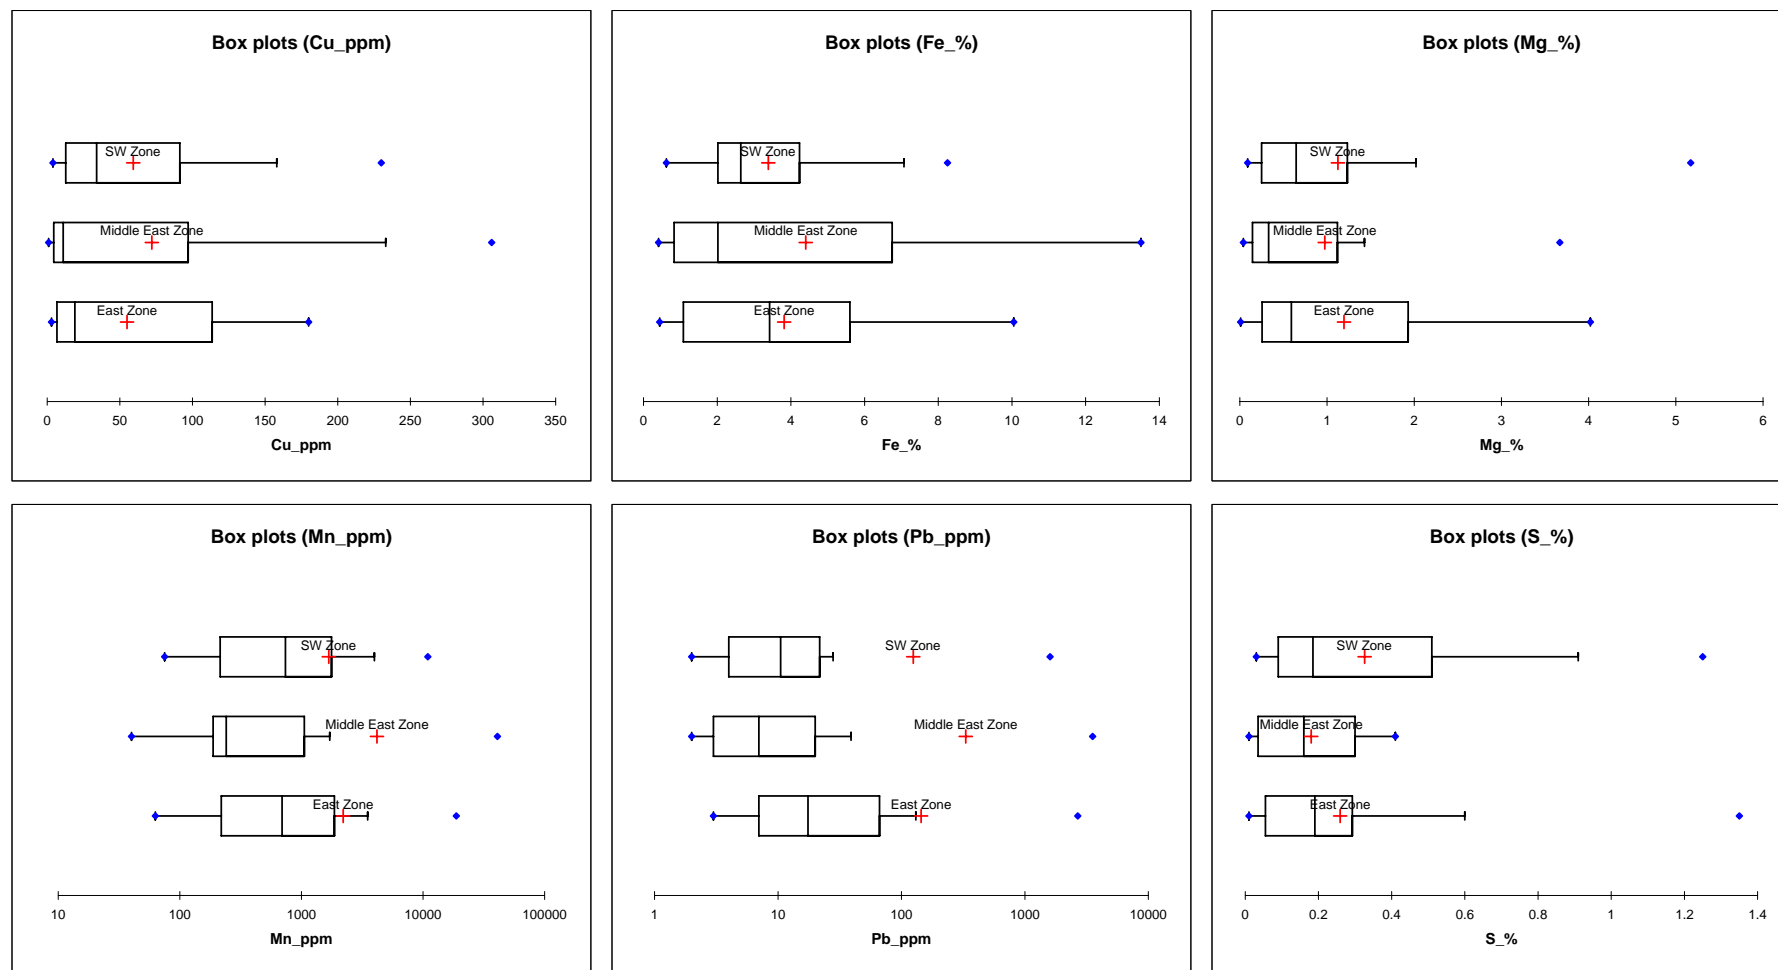 Box plots (Cu_ppm)
SW Zone
Middle East Zone
East Zone
0 50 100 150 200 250 300 350
Cu_ppm
Box plots (Fe_%)
SW Zone
Middle East Zone
East Zone
0 2 4 6 8 10 12 14
Fe_%
Box plots (Mg_%)
SW Zone
Middle East Zone
East Zone
0 1 2 3 4 5 6
Mg_%
Box plots (Mn_ppm)
SW Zone
Middle East Zone
East Zone
10 100 1000 10000 100000
Mn_ppm
Box plots (Pb_ppm)
SW Zone
Middle East Zone
East Zone
1 10 100 1000 10000
Pb_ppm
Box plots (S_%)
SW Zone
Middle East Zone
East Zone
0 0.2 0.4 0.6 0.8 1 1.2 1.4
S_%